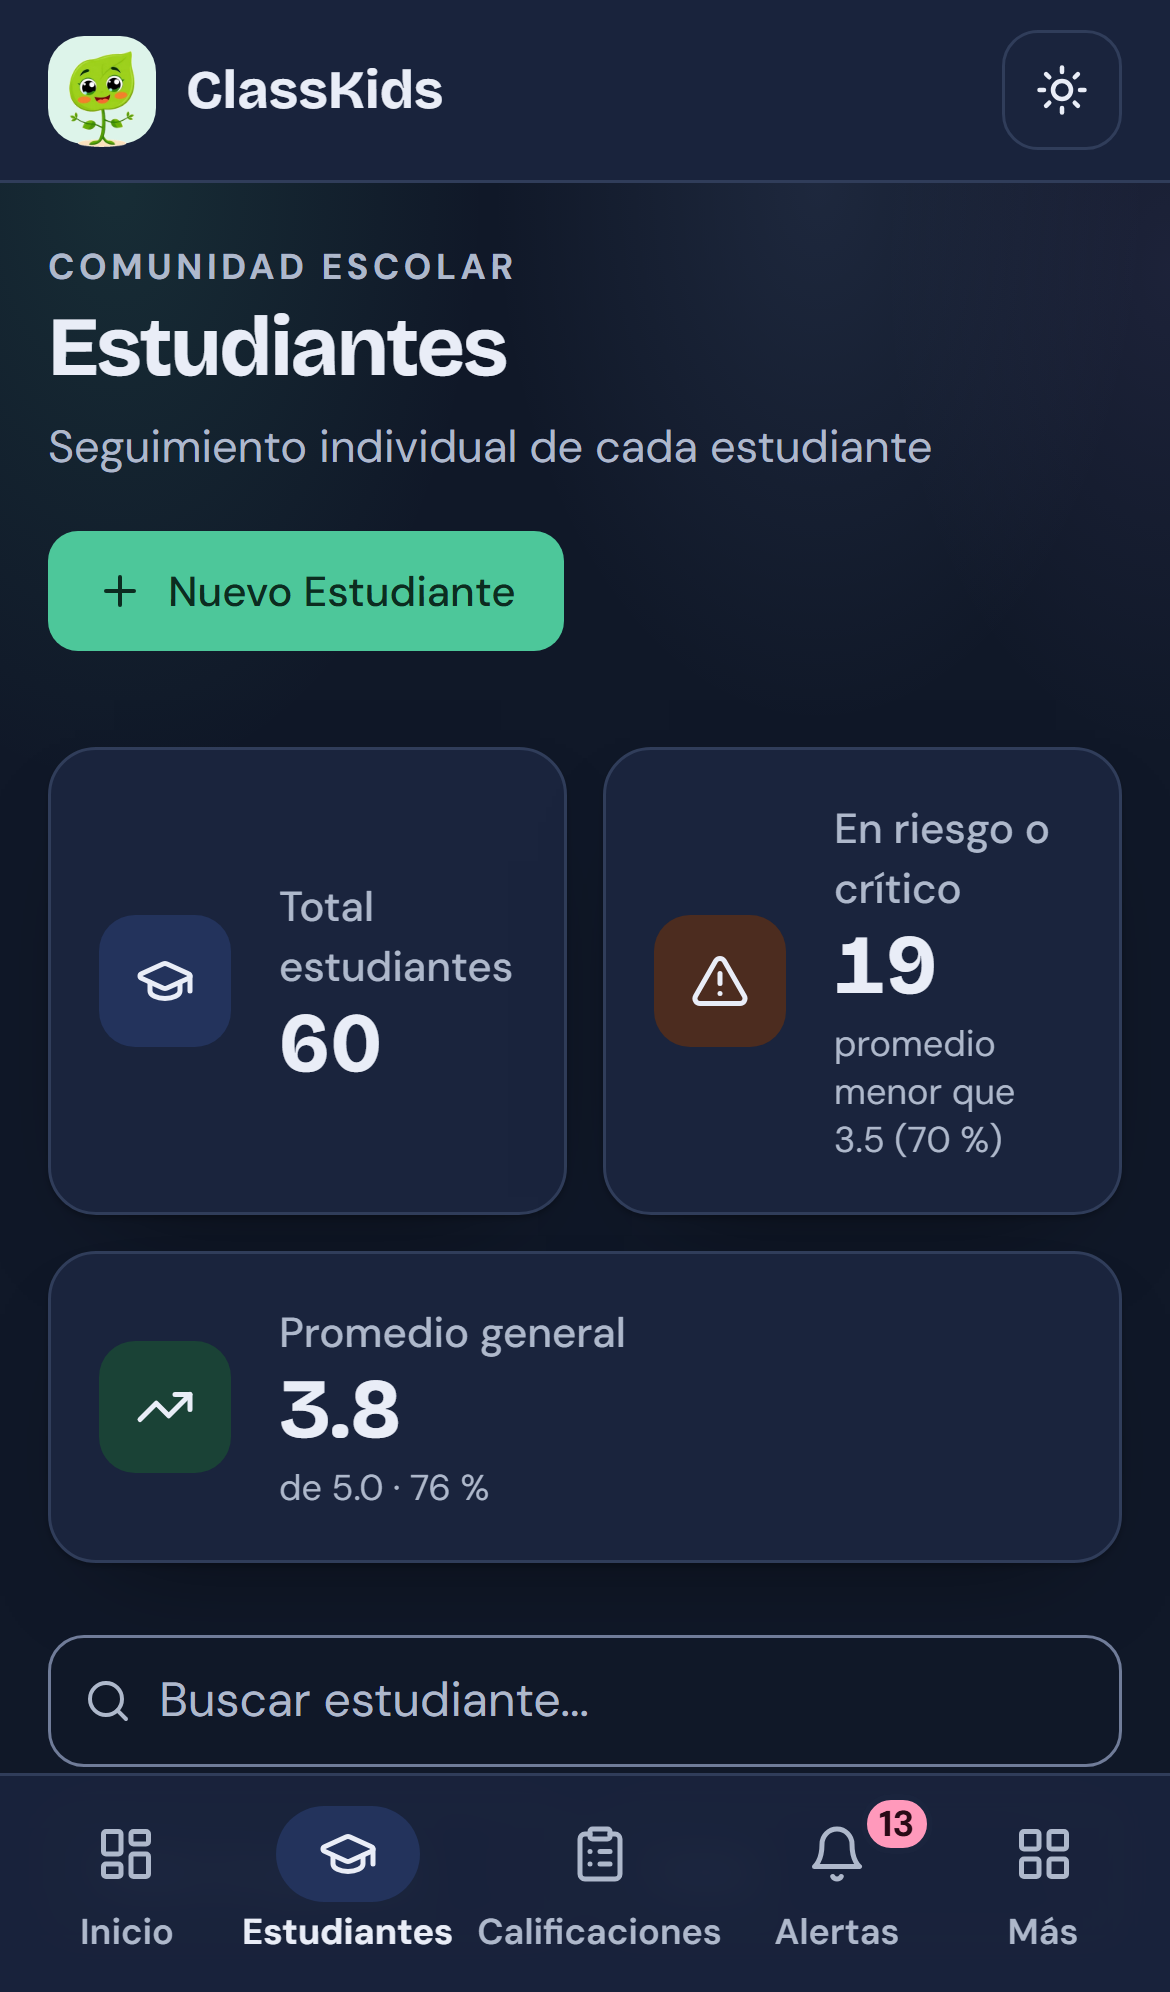 ClassKids
COMUNIDAD ESCOLAR
Estudiantes
Seguimiento individual de cada estudiante
+ Nuevo Estudiante
Total
estudiantes
60
En riesgo o
crítico
19
promedio
menor que
3.5 (70 %)
Promedio general
3.8
de 5.0 · 76 %
Buscar estudiante...
13
Inicio
Estudiantes
Calificaciones
Alertas
Más